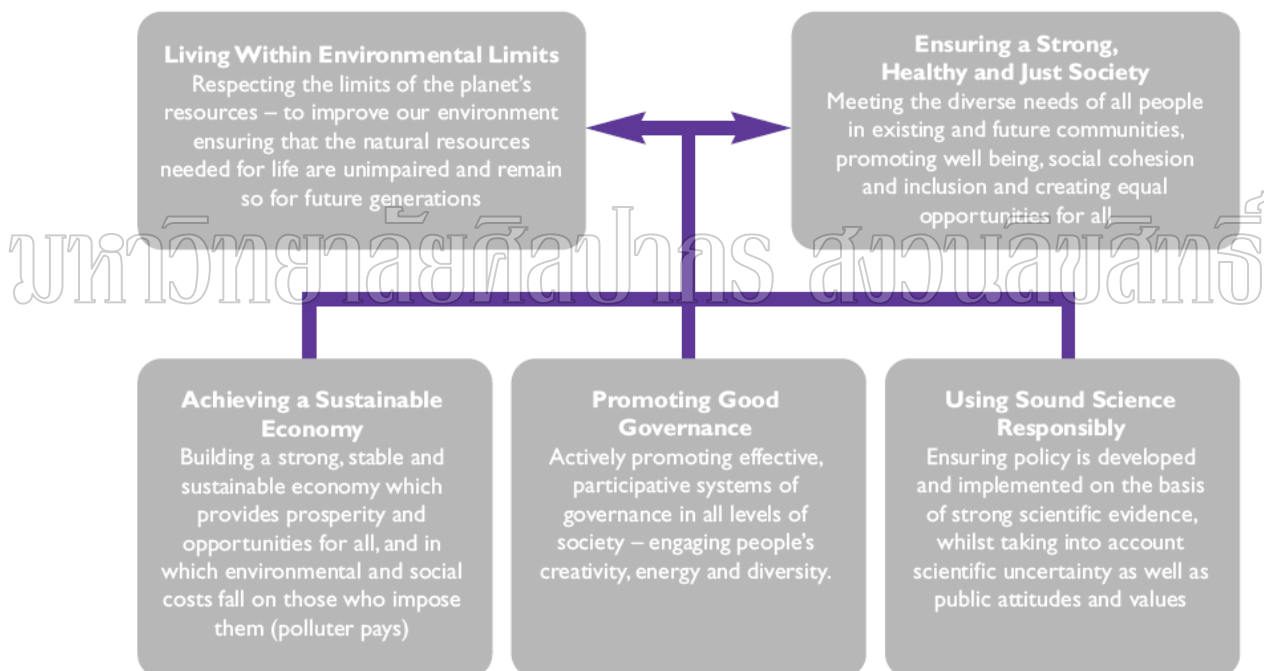 Living Within Environmental Limits
Respecting the limits of the planet's
resources – to improve our environment
ensuring that the natural resources
needed for life are unimpaired and remain
so for future generations
Ensuring a Strong,
Healthy and Just Society
Meeting the diverse needs of all people
in existing and future communities,
promoting well being, social cohesion
and inclusion and creating equal
opportunities for all
มหาวิทยาลัยศิลปากร สงวนลิขสิทธิ์
Achieving a Sustainable
Economy
Building a strong, stable and
sustainable economy which
provides prosperity and
opportunities for all, and in
which environmental and social
costs fall on those who impose
them (polluter pays)
Promoting Good
Governance
Actively promoting effective,
participative systems of
governance in all levels of
society – engaging people's
creativity, energy and diversity.
Using Sound Science
Responsibly
Ensuring policy is developed
and implemented on the basis
of strong scientific evidence,
whilst taking into account
scientific uncertainty as well as
public attitudes and values